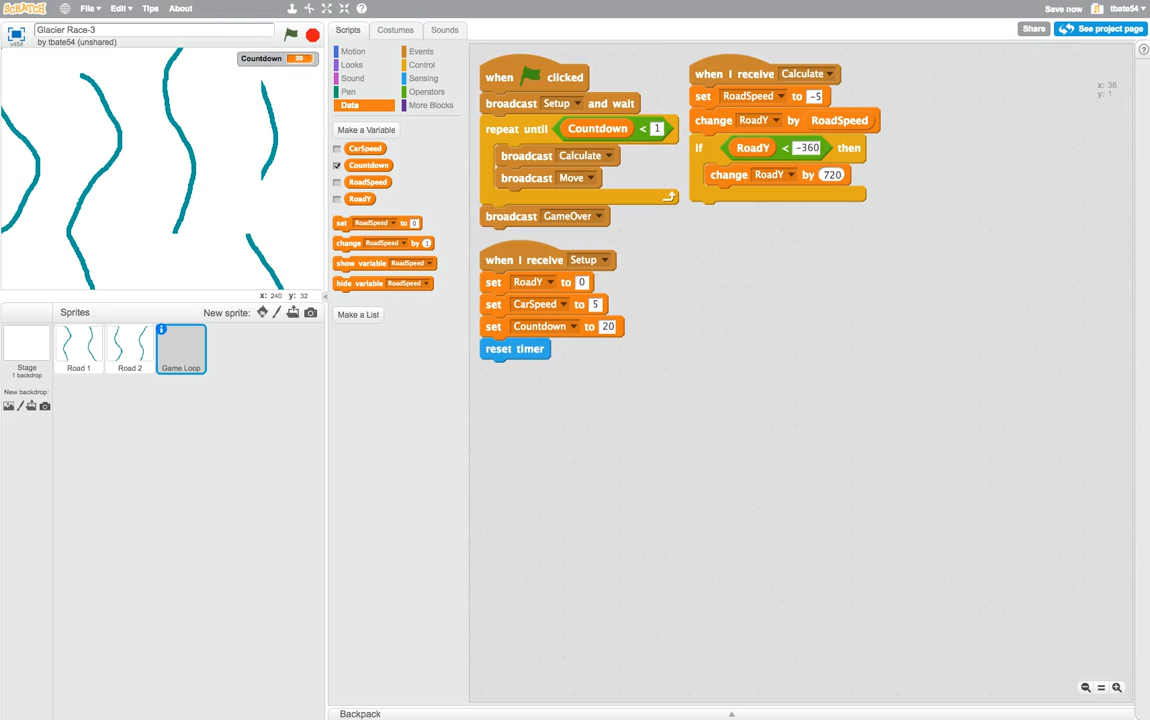 SCRATCH File Edit Tips About Save now tbate54
v454 Glacier Race-3
by tbate54 (unshared)
Scripts Costumes Sounds
Share See project page
Countdown 20
Motion Events
Looks Control
Sound Sensing
Pen Operators
Data More Blocks
Make a Variable
CarSpeed
Countdown
RoadSpeed
RoadY
set RoadSpeed to 0
change RoadSpeed by 1
show variable RoadSpeed
hide variable RoadSpeed
Make a List
when clicked
broadcast Setup and wait
repeat until Countdown < 1
broadcast Calculate
broadcast Move
broadcast GameOver
when I receive Setup
set RoadY to 0
set CarSpeed to 5
set Countdown to 20
reset timer
when I receive Calculate
set RoadSpeed to -5
change RoadY by RoadSpeed
if RoadY < -360 then
change RoadY by 720
x: 38
y: 1
x: 240 y: 32
Sprites New sprite:
Stage
1 backdrop
New backdrop:
Road 1 Road 2 Game Loop
Backpack